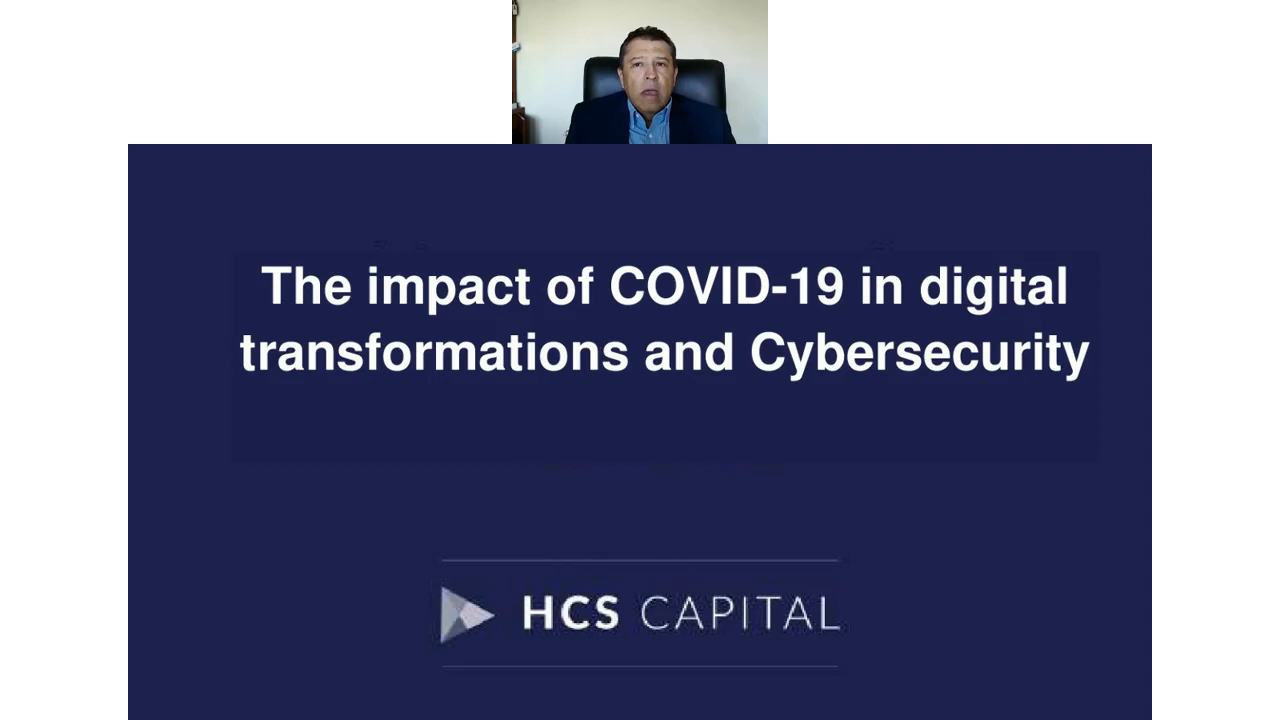 The impact of COVID-19 in digital
transformations and Cybersecurity
HCS CAPITAL